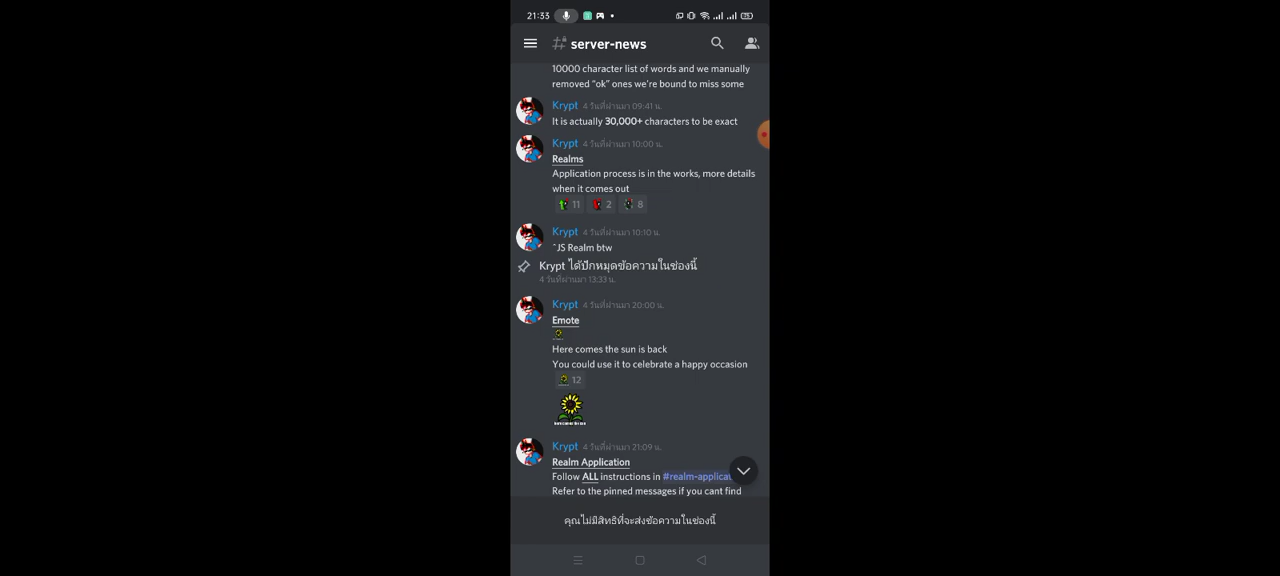 21:33
server-news
10000 character list of words and we manually
removed “ok” ones we're bound to miss some
Krypt 4 วันที่ผ่านมา 09:41 น.
It is actually 30,000+ characters to be exact
Krypt 4 วันที่ผ่านมา 10:00 น.
Realms
Application process is in the works, more details
when it comes out
11 2 8
Krypt 4 วันที่ผ่านมา 10:10 น.
^JS Realm btw
Krypt ได้ปักหมุดข้อความในช่องนี้
4 วันที่ผ่านมา 13:33 น.
Krypt 4 วันที่ผ่านมา 20:00 น.
Emote
Here comes the sun is back
You could use it to celebrate a happy occasion
12
Krypt 4 วันที่ผ่านมา 21:09 น.
Realm Application
Follow ALL instructions in #realm-applicat
Refer to the pinned messages if you cant find
คุณไม่มีสิทธิที่จะส่งข้อความในช่องนี้